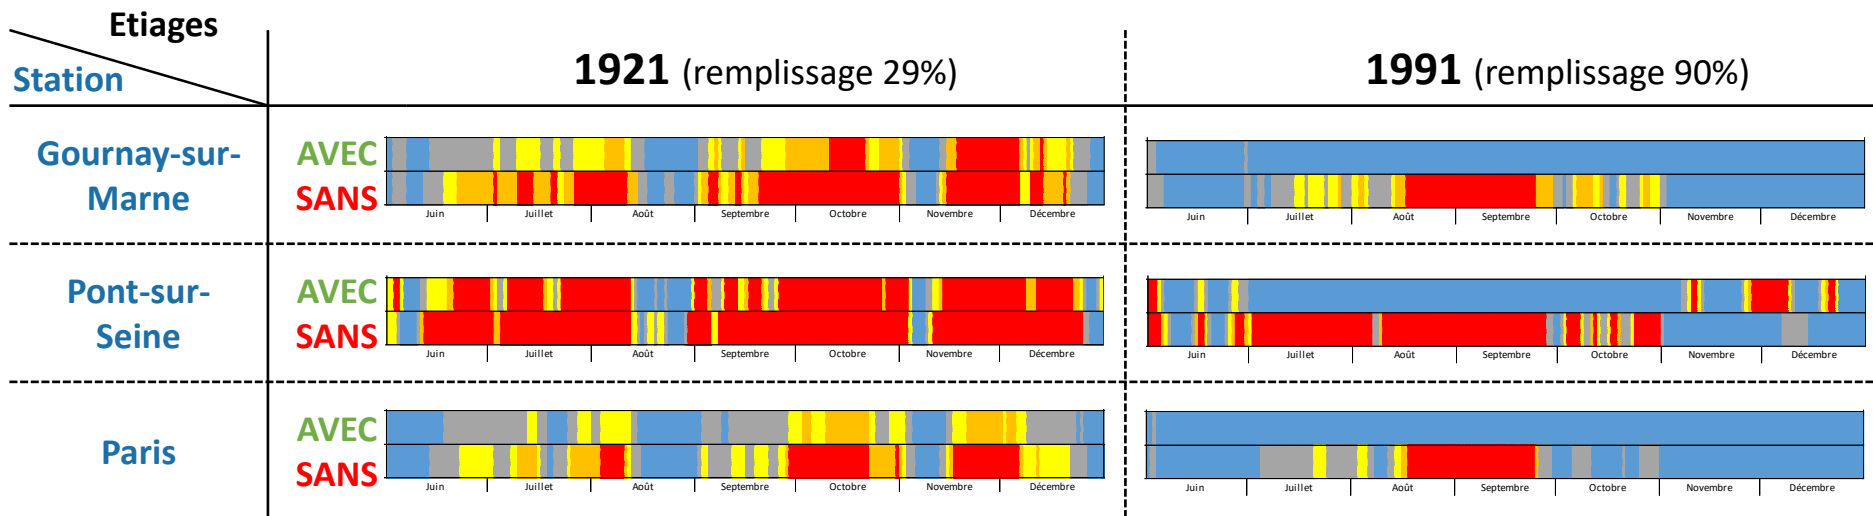 Etiages
Station
1921 (remplissage 29%)
1991 (remplissage 90%)
Gournay-sur-
Marne
AVEC
SANS
Juin Juillet Août Septembre Octobre Novembre Décembre
Juin Juillet Août Septembre Octobre Novembre Décembre
Pont-sur-
Seine
AVEC
SANS
Juin Juillet Août Septembre Octobre Novembre Décembre
Juin Juillet Août Septembre Octobre Novembre Décembre
Paris
AVEC
SANS
Juin Juillet Août Septembre Octobre Novembre Décembre
Juin Juillet Août Septembre Octobre Novembre Décembre